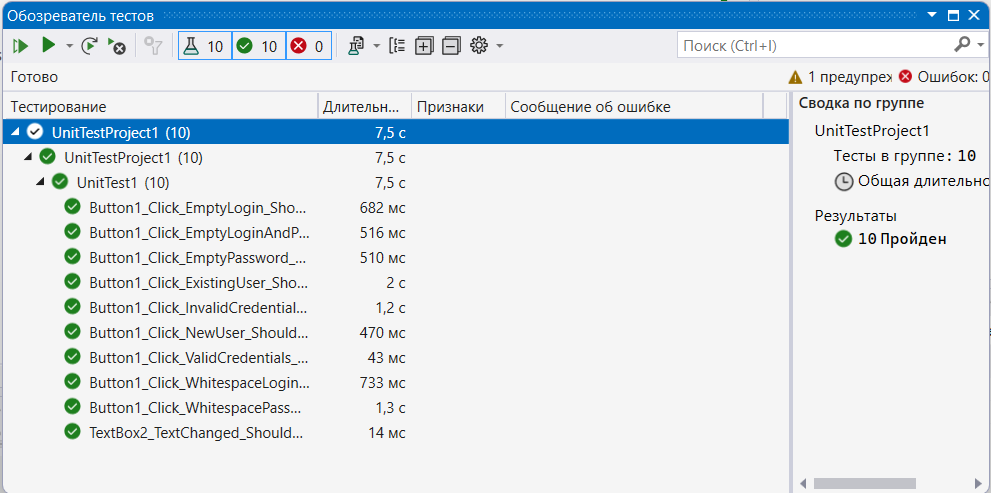 Обозреватель тестов
10 10 0 Поиск (Ctrl+I)
Готово 1 предупреж Ошибок: 0
Тестирование Длительн... Признаки Сообщение об ошибке
UnitTestProject1 (10) 7,5 с
UnitTestProject1 (10) 7,5 с
UnitTest1 (10) 7,5 с
Button1_Click_EmptyLogin_Sho... 682 мс
Button1_Click_EmptyLoginAndP... 516 мс
Button1_Click_EmptyPassword_... 510 мс
Button1_Click_ExistingUser_Sho... 2 с
Button1_Click_InvalidCredential... 1,2 с
Button1_Click_NewUser_Should... 470 мс
Button1_Click_ValidCredentials_... 43 мс
Button1_Click_WhitespaceLogin... 733 мс
Button1_Click_WhitespacePass... 1,3 с
TextBox2_TextChanged_Should... 14 мс
Сводка по группе
UnitTestProject1
Тесты в группе: 10
Общая длительно
Результаты
10 Пройден